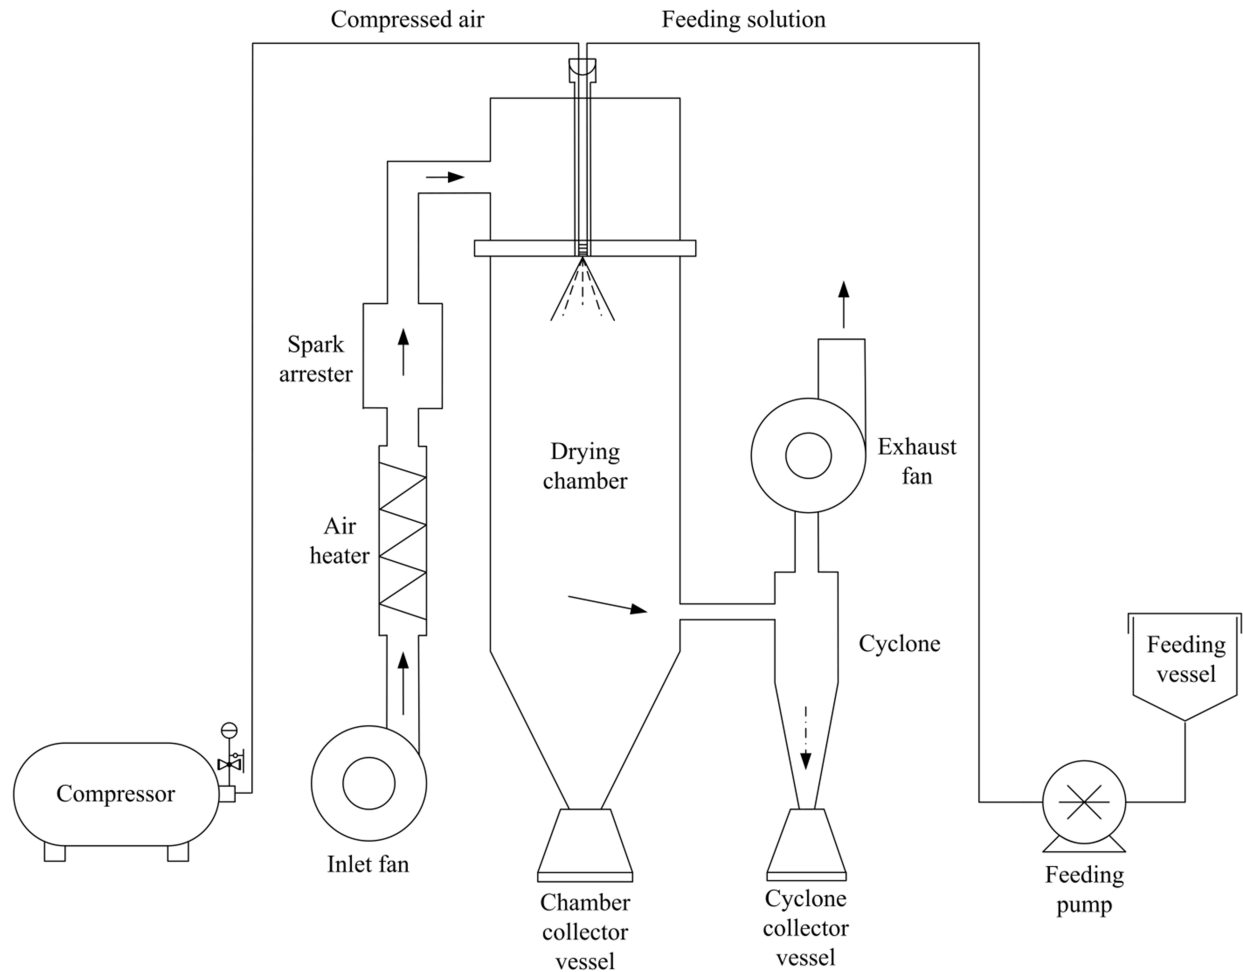 Compressed air
Feeding solution
Spark
arrester
Drying
chamber
Exhaust
fan
Air
heater
Cyclone
Feeding
vessel
Compressor
Inlet fan
Chamber
collector
vessel
Cyclone
collector
vessel
Feeding
pump